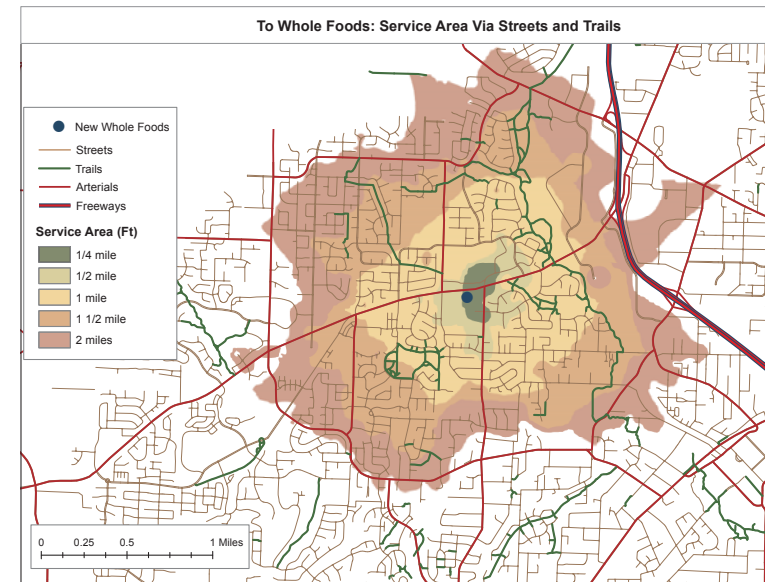 To Whole Foods: Service Area Via Streets and Trails
New Whole Foods
Streets
Trails
Arterials
Freeways
Service Area (Ft)
1/4 mile
1/2 mile
1 mile
1 1/2 mile
2 miles
0 0.25 0.5 1 Miles